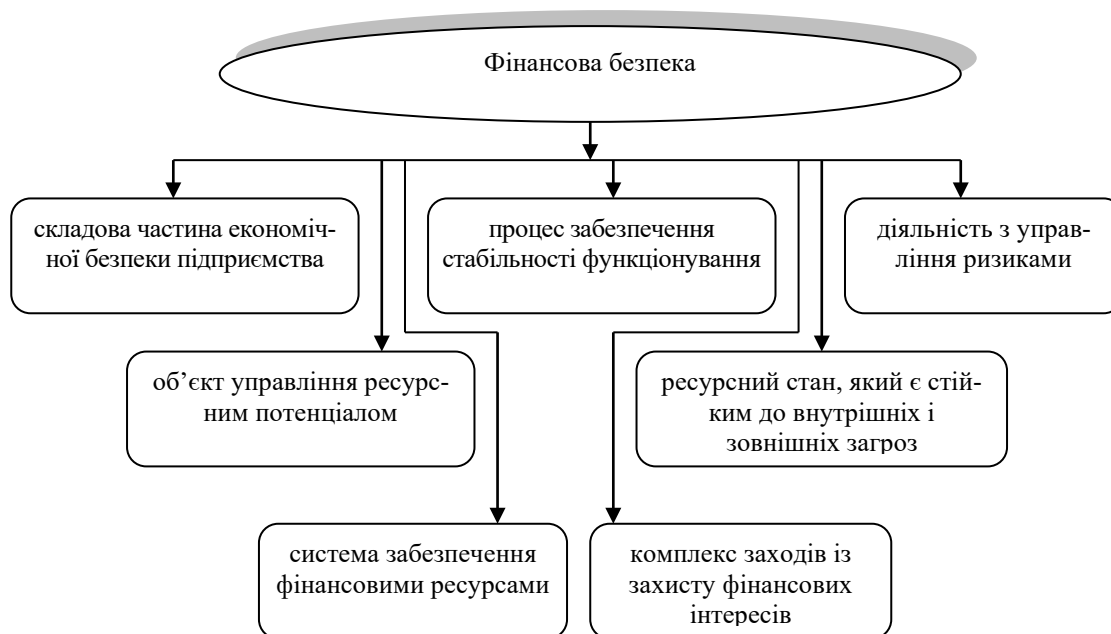 Фінансова безпека
складова частина економіч-
ної безпеки підприємства
процес забезпечення
стабільності функціонування
діяльність з управ-
ління ризиками
об’єкт управління ресурс-
ним потенціалом
ресурсний стан, який є стій-
ким до внутрішніх і
зовнішніх загроз
система забезпечення
фінансовими ресурсами
комплекс заходів із
захисту фінансових
інтересів